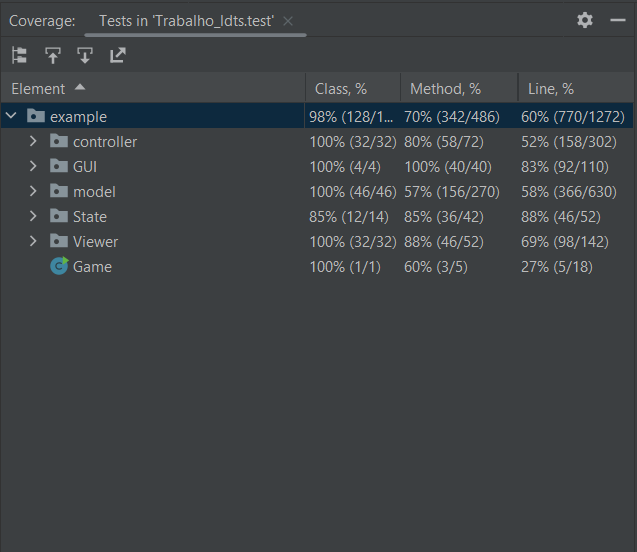 Coverage: Tests in 'Trabalho_ldts.test'
Element Class, % Method, % Line, %
example 98% (128/1... 70% (342/486) 60% (770/1272)
controller 100% (32/32) 80% (58/72) 52% (158/302)
GUI 100% (4/4) 100% (40/40) 83% (92/110)
model 100% (46/46) 57% (156/270) 58% (366/630)
State 85% (12/14) 85% (36/42) 88% (46/52)
Viewer 100% (32/32) 88% (46/52) 69% (98/142)
Game 100% (1/1) 60% (3/5) 27% (5/18)